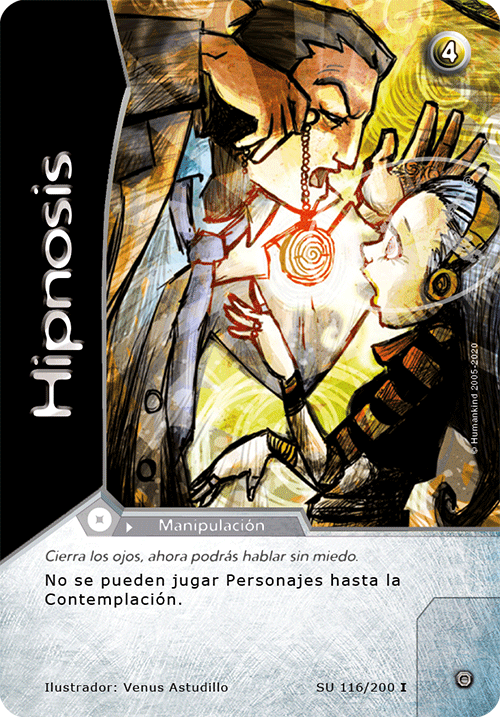 4
Hipnosis
© Humankind 2005-2020
Manipulación
Cierra los ojos, ahora podrás hablar sin miedo.
No se pueden jugar Personajes hasta la
Contemplación.
Ilustrador: Venus Astudillo
SU 116/200 I